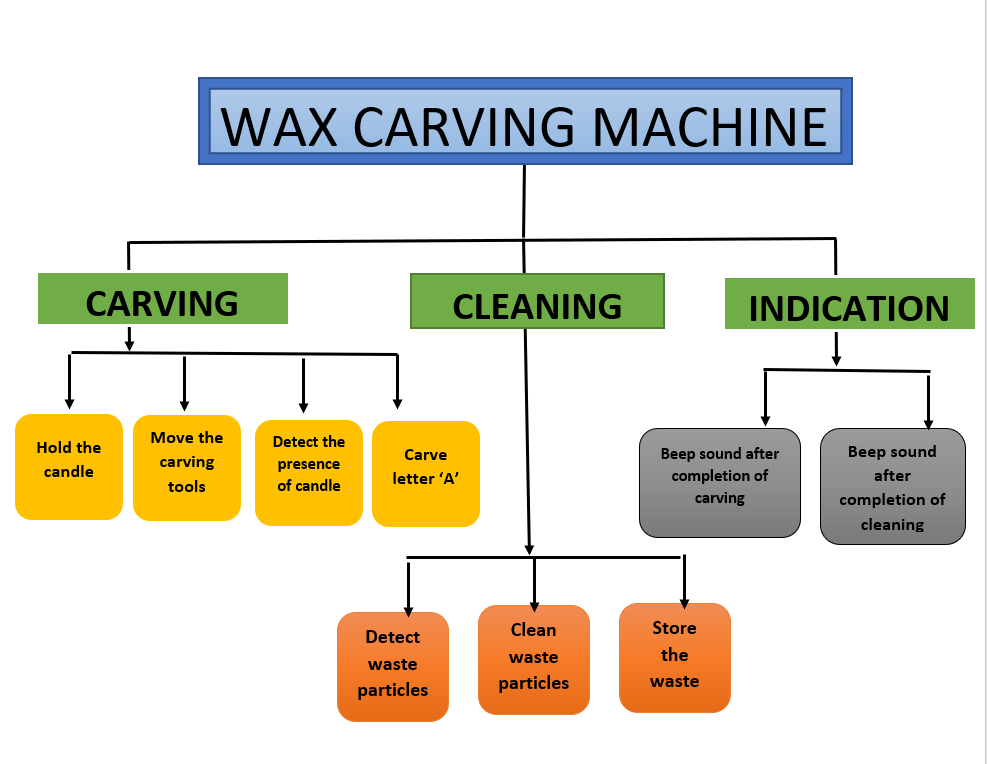 WAX CARVING MACHINE
CARVING
CLEANING
INDICATION
Hold the
candle
Move the
carving
tools
Detect the
presence
of candle
Carve
letter ‘A’
Beep sound after
completion of
carving
Beep sound
after
completion of
cleaning
Detect
waste
particles
Clean
waste
particles
Store
the
waste